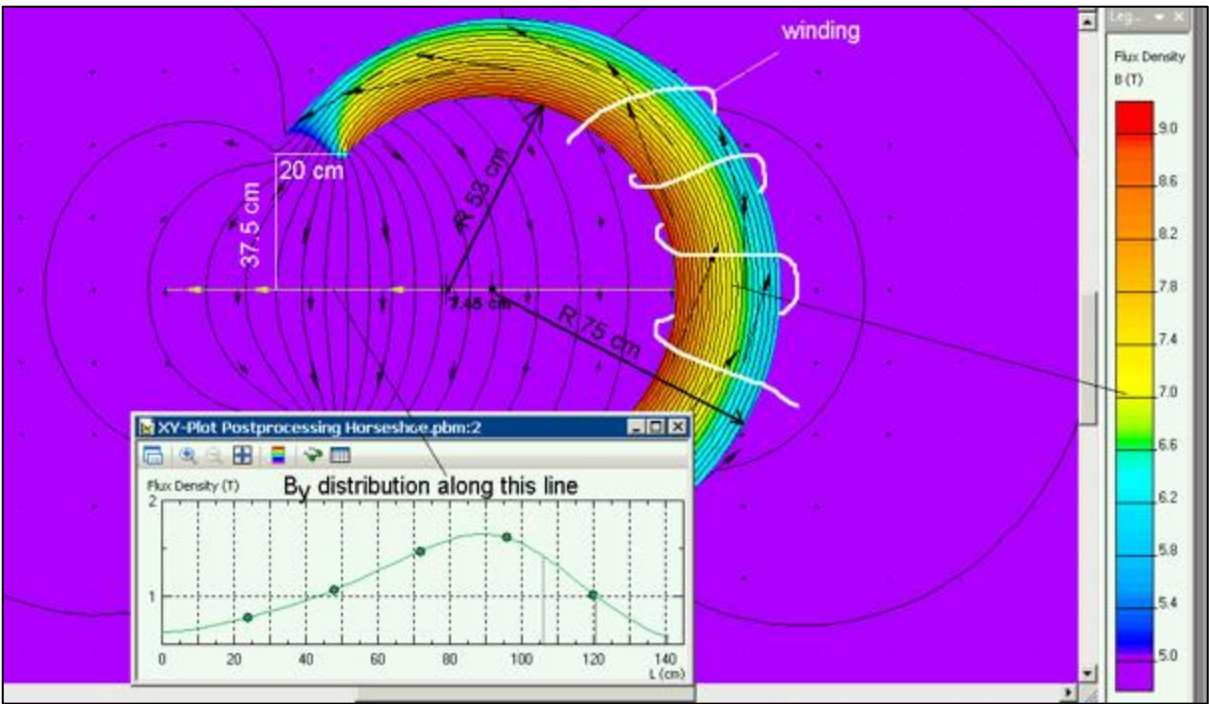 Leg...
winding
Flux Density
B (T)
9.0
8.6
8.2
7.8
7.4
7.0
6.6
6.2
5.8
5.4
5.0
20 cm
37.5 cm
R 53 cm
7.45 cm
R 75 cm
XY-Plot Postprocessing Horseshoe.pbm:2
Flux Density (T)
By distribution along this line
2
1
0 20 40 60 80 100 120 140
L (cm)